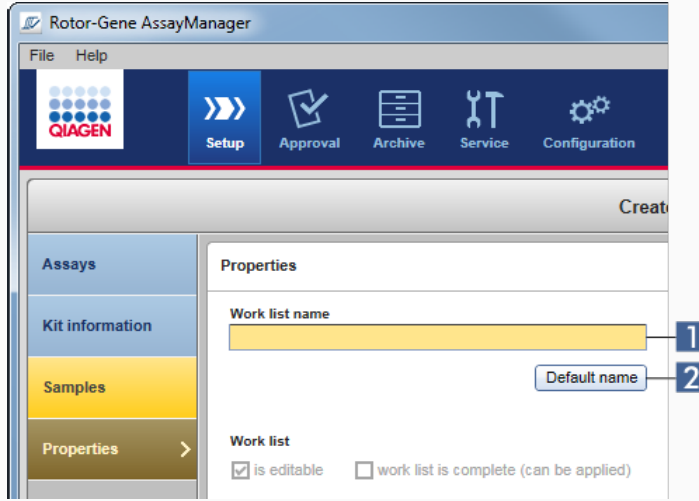 Rotor-Gene AssayManager
File Help
QIAGEN
Setup Approval Archive Service Configuration
Assays
Kit information
Samples
Properties
Properties
Work list name
1
Default name
2
Work list
is editable work list is complete (can be applied)